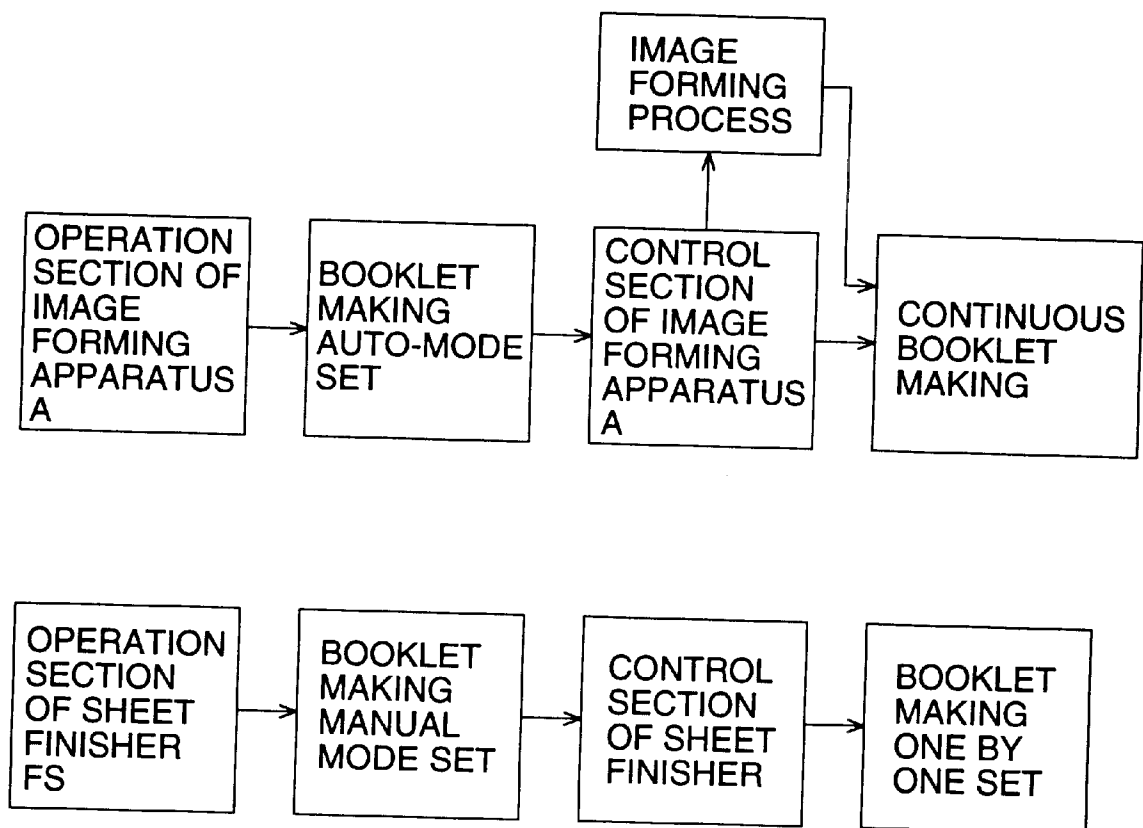 IMAGE
FORMING
PROCESS
OPERATION
SECTION OF
IMAGE
FORMING
APPARATUS
A
BOOKLET
MAKING
AUTO-MODE
SET
CONTROL
SECTION
OF IMAGE
FORMING
APPARATUS
A
CONTINUOUS
BOOKLET
MAKING
OPERATION
SECTION
OF SHEET
FINISHER
FS
BOOKLET
MAKING
MANUAL
MODE SET
CONTROL
SECTION
OF SHEET
FINISHER
BOOKLET
MAKING
ONE BY
ONE SET